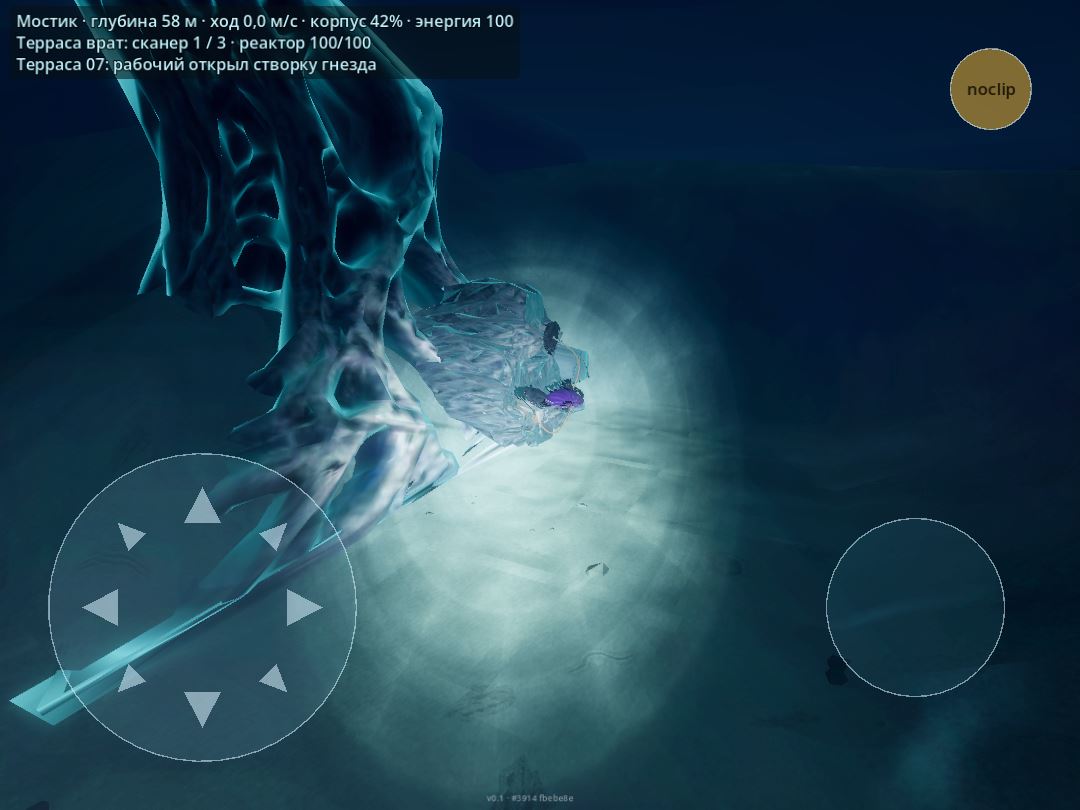 Мостик · глубина 58 м · ход 0,0 м/с · корпус 42% · энергия 100
Терраса врат: сканер 1 / 3 · реактор 100/100
Терраса 07: рабочий открыл створку гнезда
noclip
v0.1 · #3914 fbebe8e